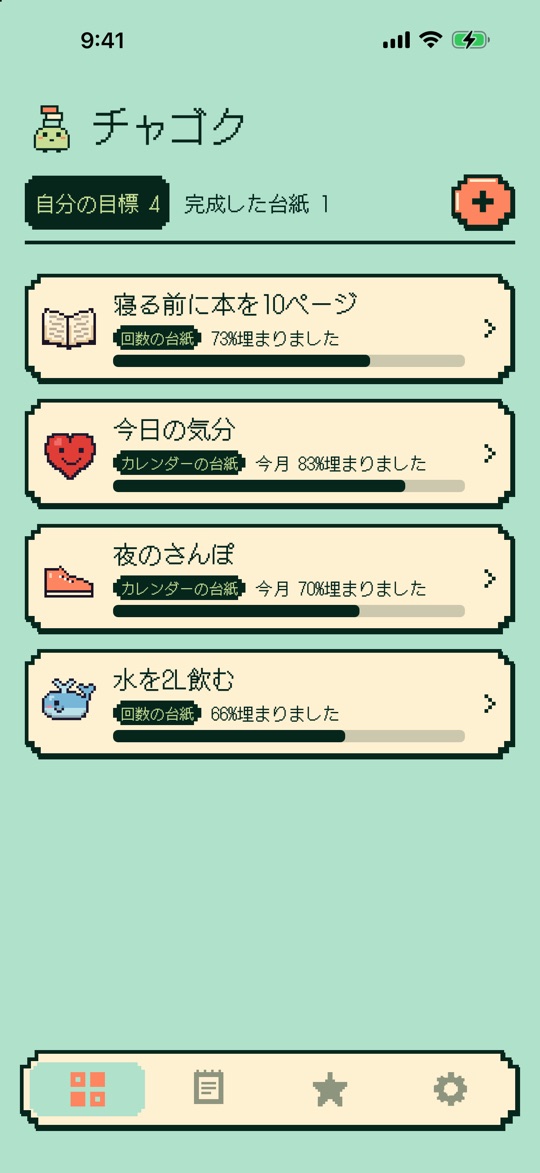 9:41
チャゴク
自分の目標 4
完成した台紙 1
寝る前に本を10ページ
回数の台紙 73%埋まりました
今日の気分
カレンダーの台紙 今月 83%埋まりました
夜のさんぽ
カレンダーの台紙 今月 70%埋まりました
水を2L飲む
回数の台紙 66%埋まりました